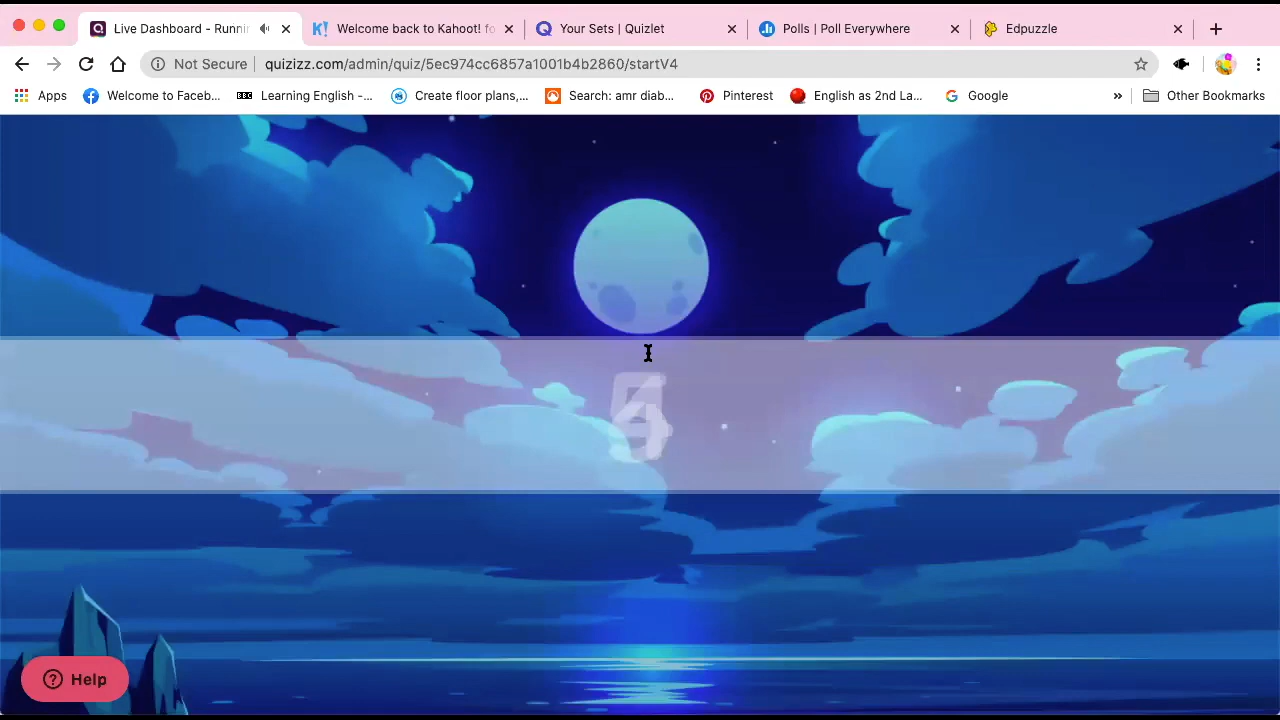 Live Dashboard - Runnin
Welcome back to Kahoot! fo
Your Sets | Quizlet
Polls | Poll Everywhere
Edpuzzle
Not Secure | quizizz.com/admin/quiz/5ec974cc685781001b4b2860/startV4
Apps
Welcome to Faceb...
BBC Learning English -...
Create floor plans,...
Search: amr diab...
Pinterest
English as 2nd La...
Google
Other Bookmarks
Help